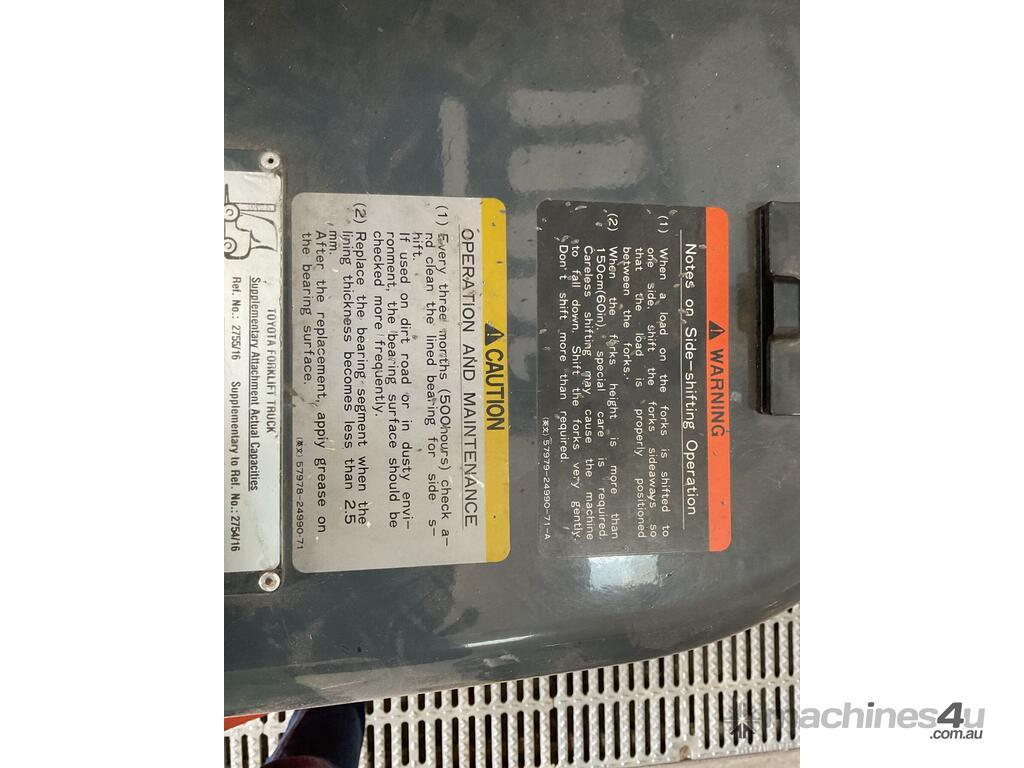 WARNING
Notes on Side-shifting Operation
(1) When a load on the forks is shifted to
one side, shift the forks sideways so
that the load is properly positioned
between the forks.
(2) When the forks height is more than
150cm(60in), special care is required.
Careless shifting may cause the machine
to fall down. Shift the forks very gently.
Don't shift more than required.
(英文) 57979-24990-71-A
CAUTION
OPERATION AND MAINTENANCE
(1) Every three months (500hours) check a-
nd clean the lined bearing for side s-
hift.
If used on dirt road or in dusty envi-
ronment, the bearing surface should be
checked more frequently.
(2) Replace the bearing segment when the
lining thickness becomes less than 2.5
mm.
After the replacement, apply grease on
the bearing surface.
(英文) 57978-24990-71
TOYOTA FORKLIFT TRUCK
Supplementary Attachment Actual Capacities
Ref. No.: 2755/16 Supplementary to Ref. No.: 2754/16
machines4u
.com.au